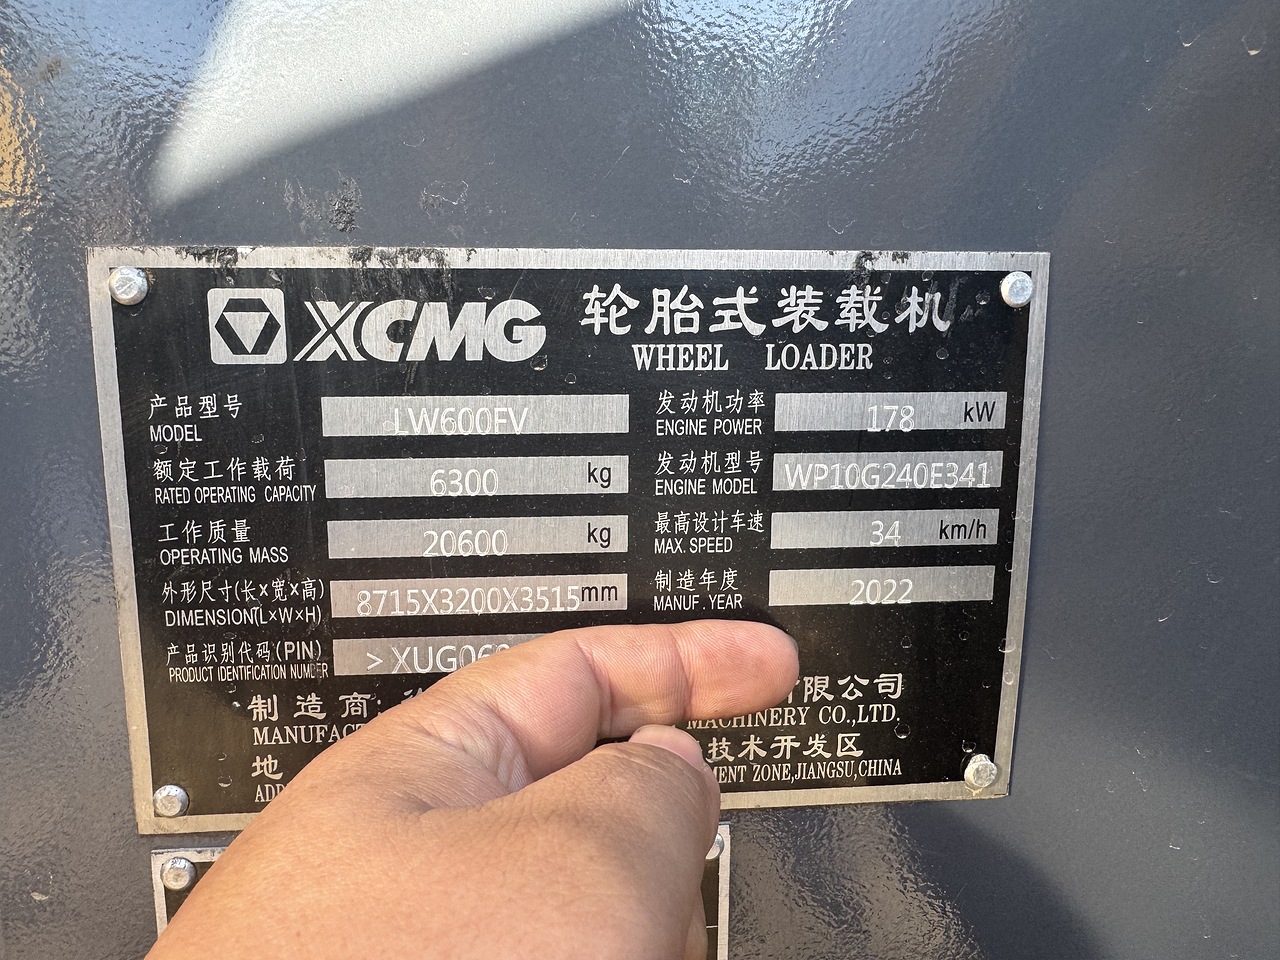 XCMG
轮胎式装载机
WHEEL LOADER
产品型号
MODEL
LW600FV
额定工作载荷
RATED OPERATING CAPACITY
6300 kg
工作质量
OPERATING MASS
20600 kg
外形尺寸(长×宽×高)
DIMENSION(L×W×H)
8715X3200X3515mm
产品识别代码(PIN)
PRODUCT IDENTIFICATION NUMBER
>XUG06
发动机功率
ENGINE POWER
178 kW
发动机型号
ENGINE MODEL
WP10G240E341
最高设计车速
MAX. SPEED
34 km/h
制造年度
MANUF. YEAR
2022
制造商: 限公司
MACHINERY CO.,LTD.
地 技术开发区
ZONE,JIANGSU,CHINA